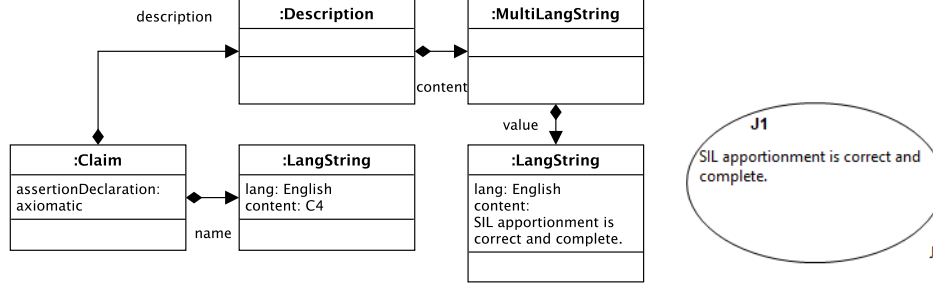 description
:Description
:MultiLangString
content
value
:Claim
assertionDeclaration:
axiomatic
name
:LangString
lang: English
content: C4
:LangString
lang: English
content:
SIL apportionment is
correct and complete.
J1
SIL apportionment is correct and
complete.
J